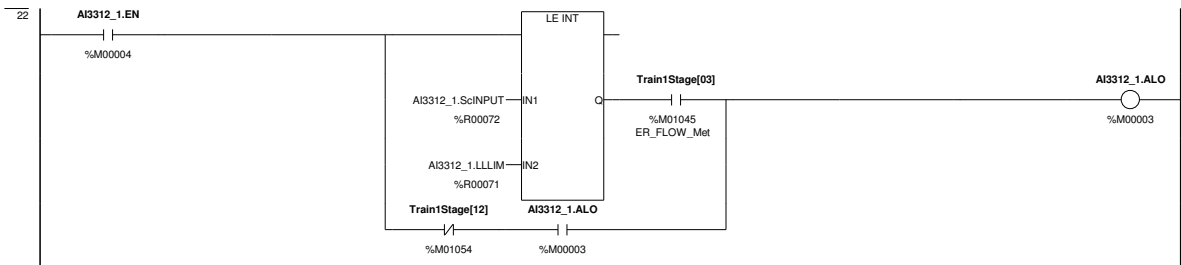 22
AI3312_1.EN
%M00004
LE INT
AI3312_1.ScINPUT
IN1
Q
%R00072
Train1Stage[03]
%M01045
ER_FLOW_Met
AI3312_1.ALO
%M00003
AI3312_1.LLLIM
IN2
%R00071
Train1Stage[12]
AI3312_1.ALO
%M01054
%M00003